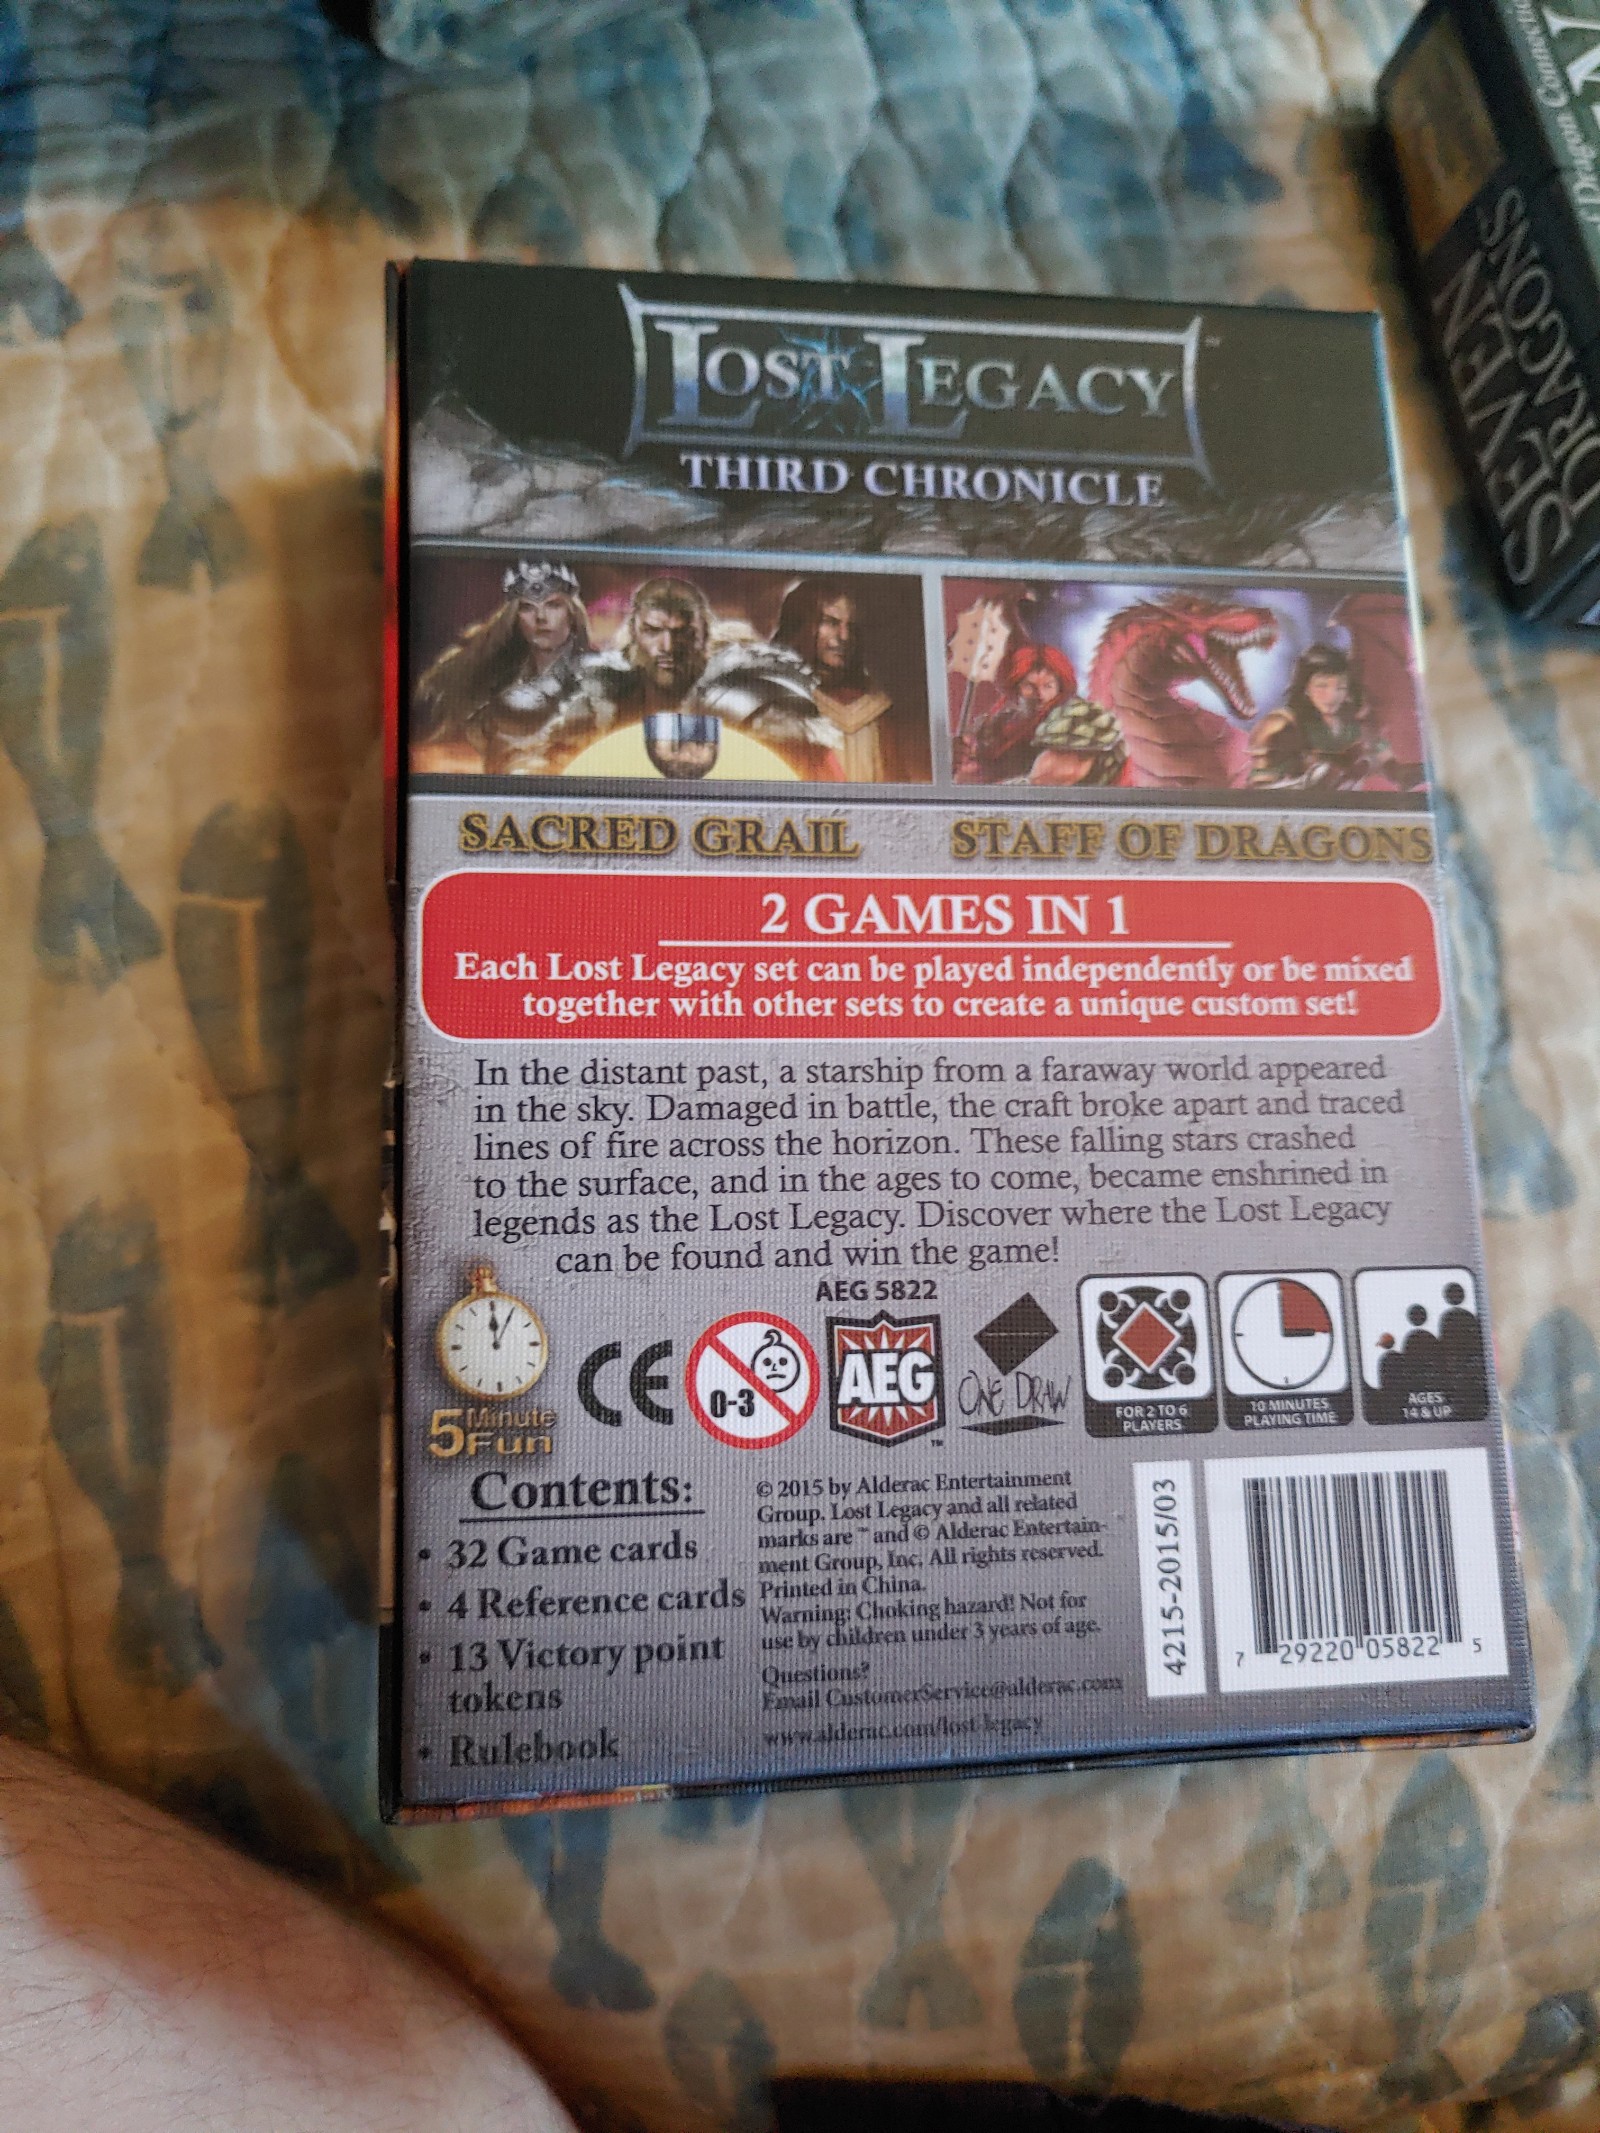 LOST LEGACY™
THIRD CHRONICLE
SACRED GRAIL
STAFF OF DRAGONS
2 GAMES IN 1
Each Lost Legacy set can be played independently or be mixed
together with other sets to create a unique custom set!
In the distant past, a starship from a faraway world appeared
in the sky. Damaged in battle, the craft broke apart and traced
lines of fire across the horizon. These falling stars crashed
to the surface, and in the ages to come, became enshrined in
legends as the Lost Legacy. Discover where the Lost Legacy
can be found and win the game!
5 Minute
Fun
CE
0-3
AEG 5822
AEG™
ONE DRAW
FOR 2 TO 6
PLAYERS
10 MINUTES
PLAYING TIME
AGES
14 & UP
Contents:
• 32 Game cards
• 4 Reference cards
• 13 Victory point
tokens
• Rulebook
© 2015 by Alderac Entertainment
Group. Lost Legacy and all related
marks are ™ and © Alderac Entertain-
ment Group, Inc. All rights reserved.
Printed in China.
Warning: Choking hazard! Not for
use by children under 3 years of age.
Questions?
Email CustomerService@alderac.com
www.alderac.com/lost-legacy
4215-2015/03
7 29220 05822 5
SEVEN
DRAGONS
Dragon